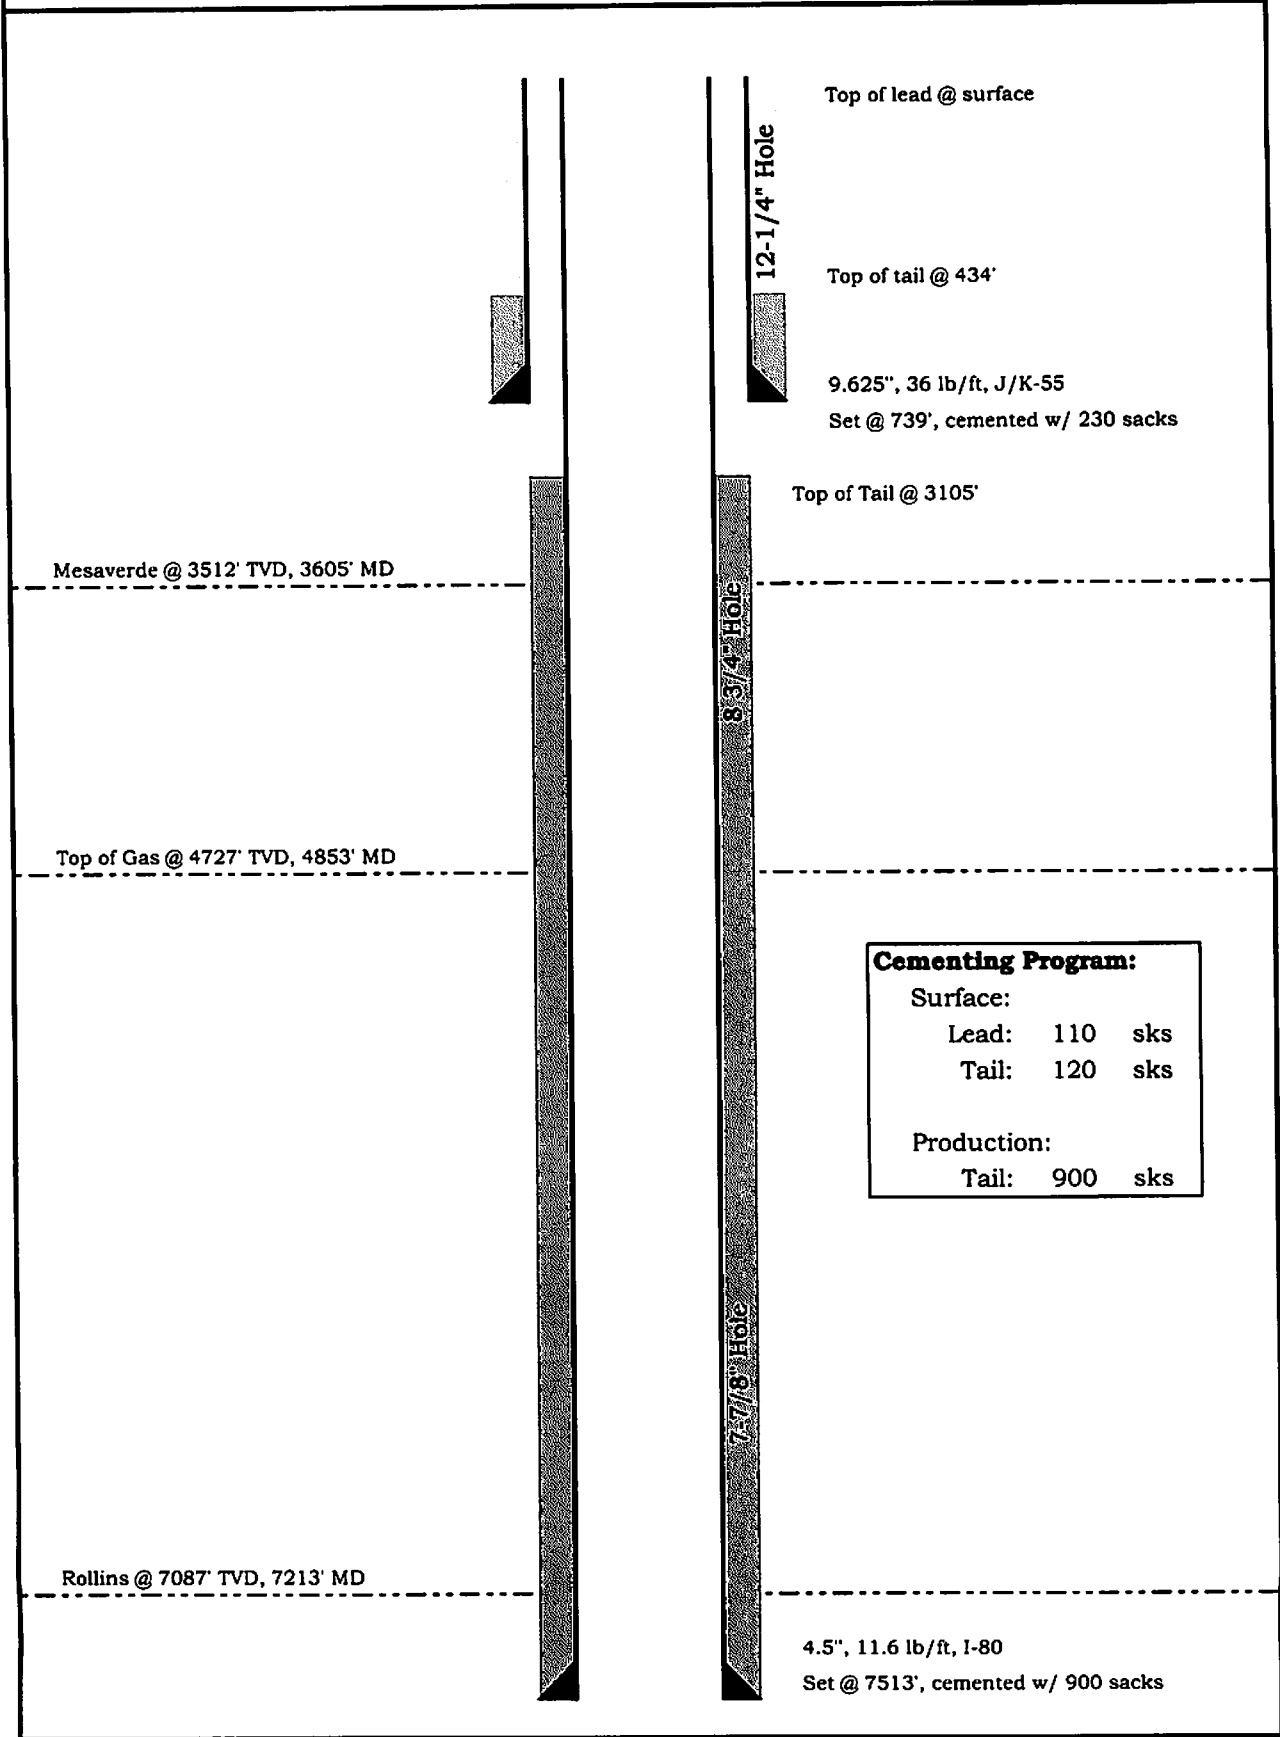 Top of lead @ surface
12-1/4" Hole
Top of tail @ 434'
9.625", 36 lb/ft, J/K-55
Set @ 739', cemented w/ 230 sacks
Top of Tail @ 3105'
Mesaverde @ 3512' TVD, 3605' MD
8 3/4" Hole
Top of Gas @ 4727' TVD, 4853' MD
Cementing Program:
Surface:
Lead: 110 sks
Tail: 120 sks
Production:
Tail: 900 sks
7-7/8" Hole
Rollins @ 7087' TVD, 7213' MD
4.5", 11.6 lb/ft, I-80
Set @ 7513', cemented w/ 900 sacks